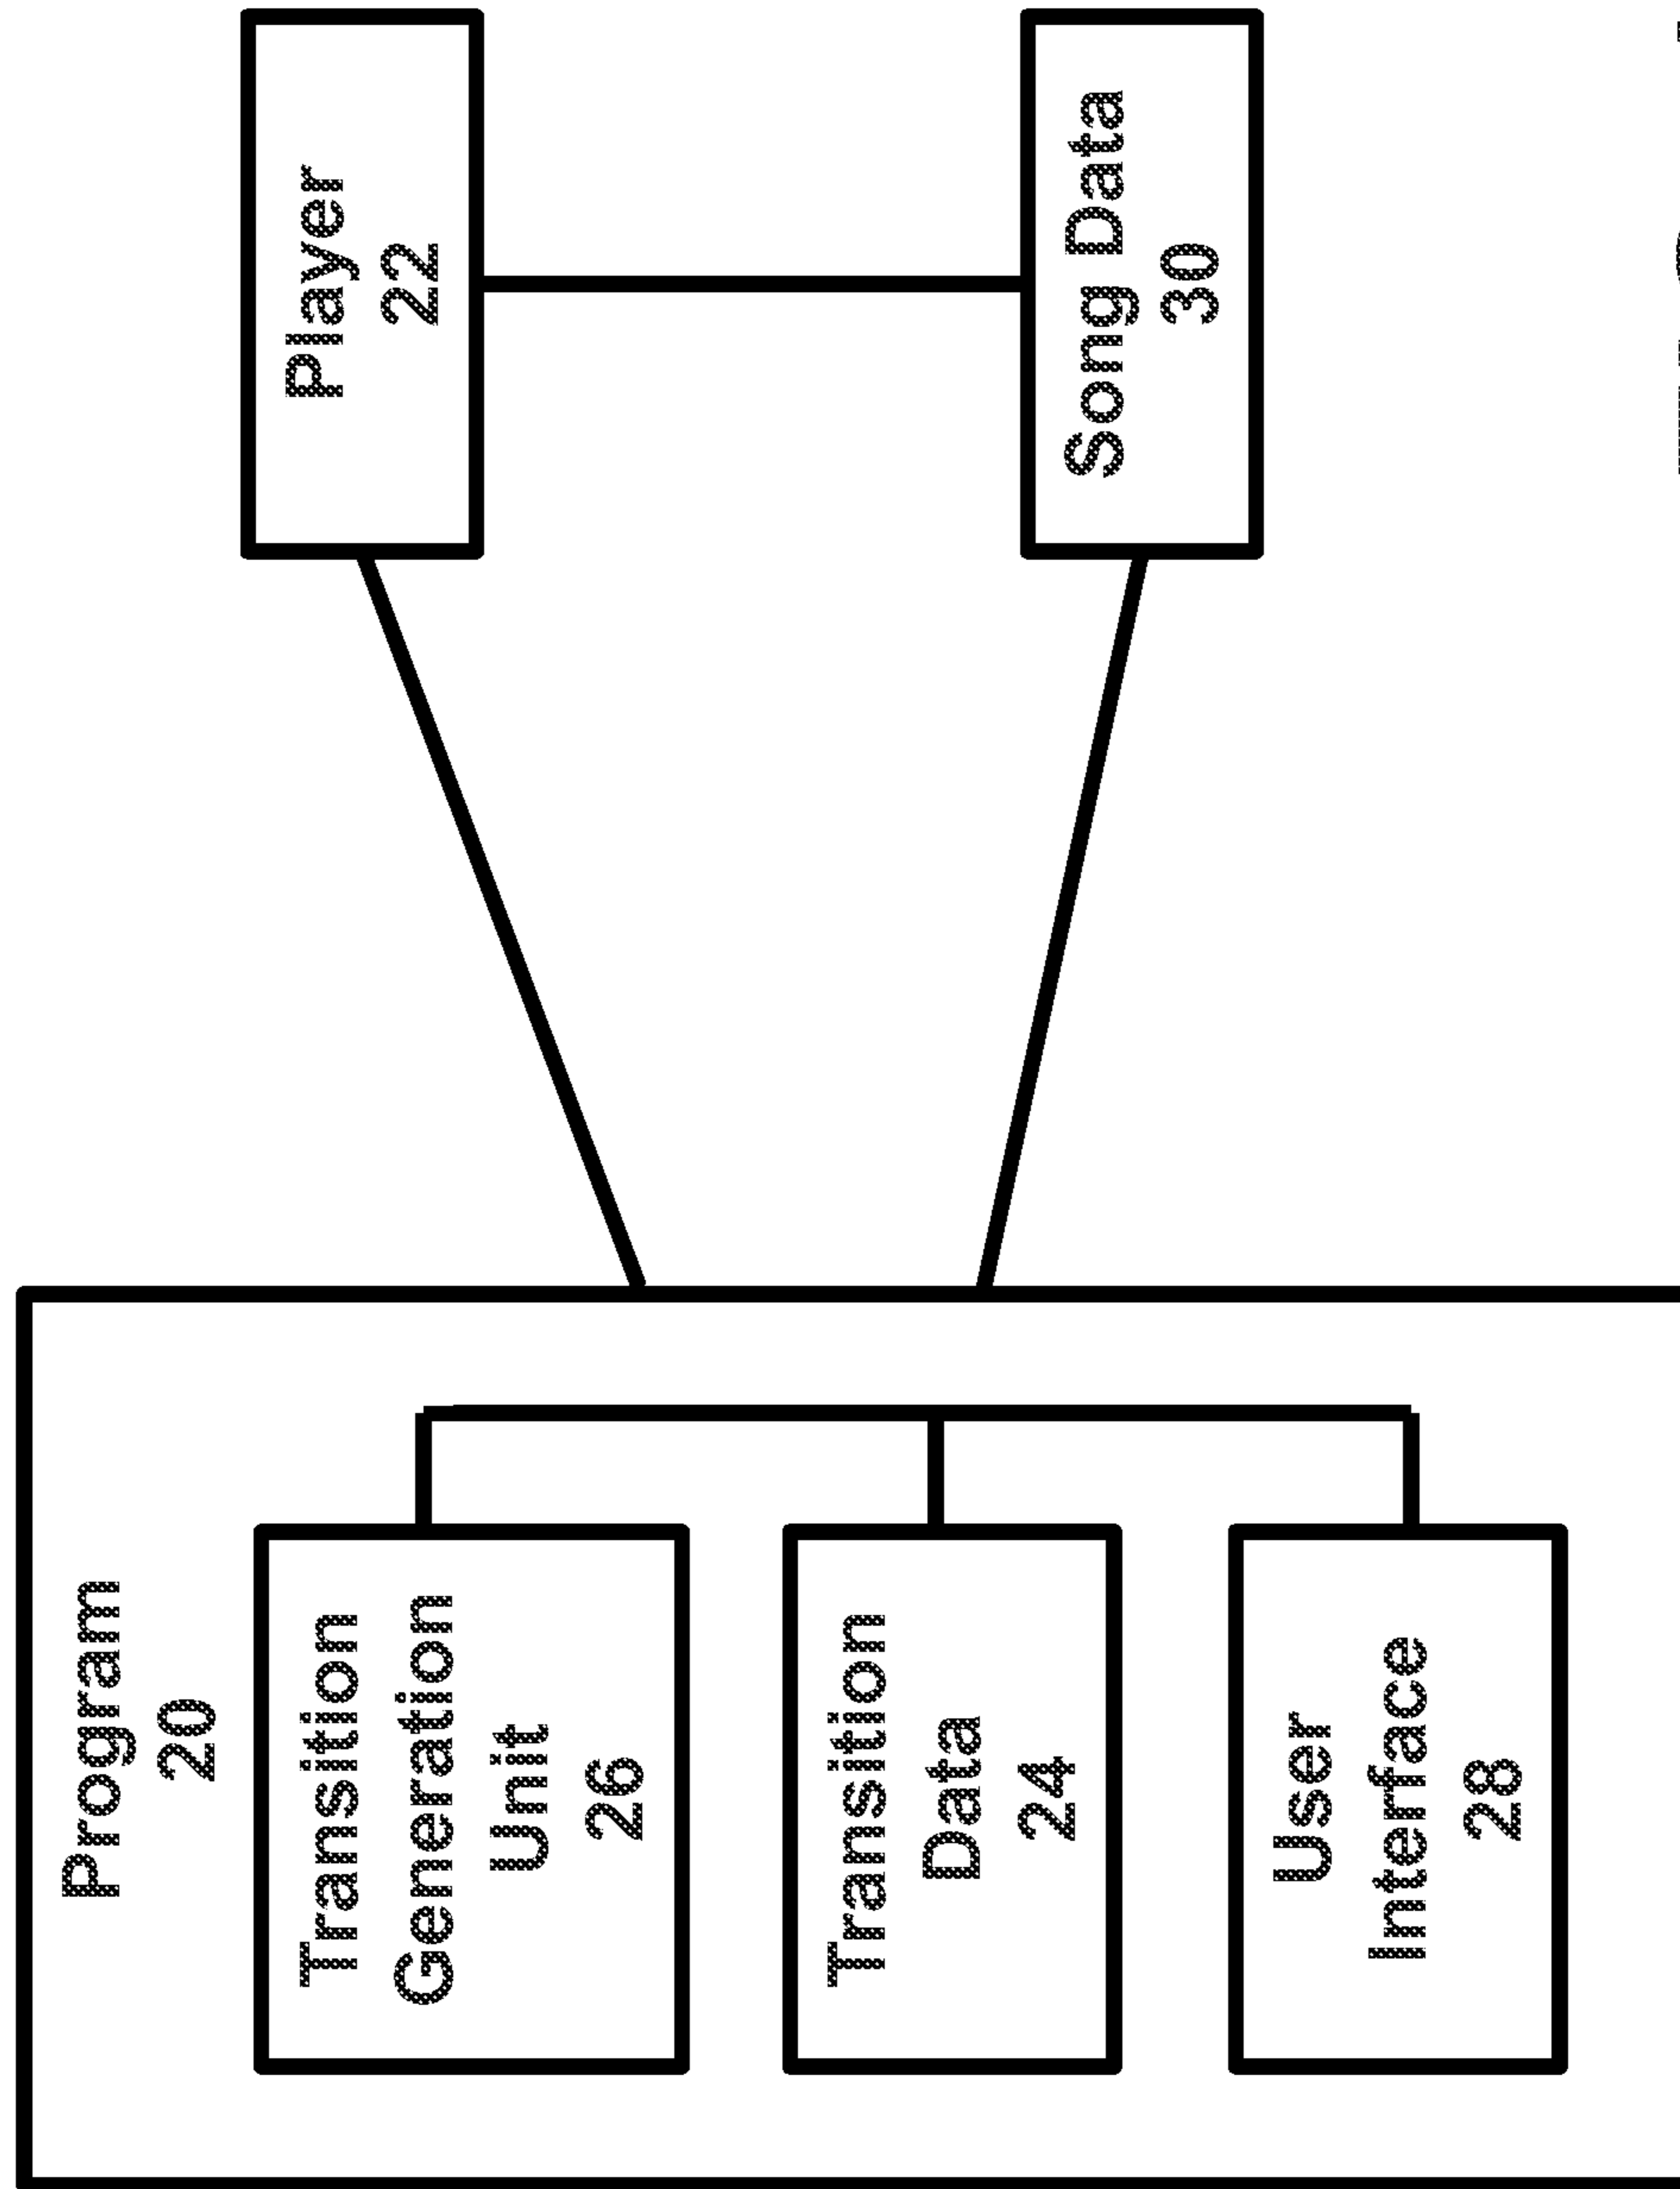 Program
20
Transition
Generation
Unit
26
Transition
Data
24
User
Interface
28
Player
22
Song Data
30